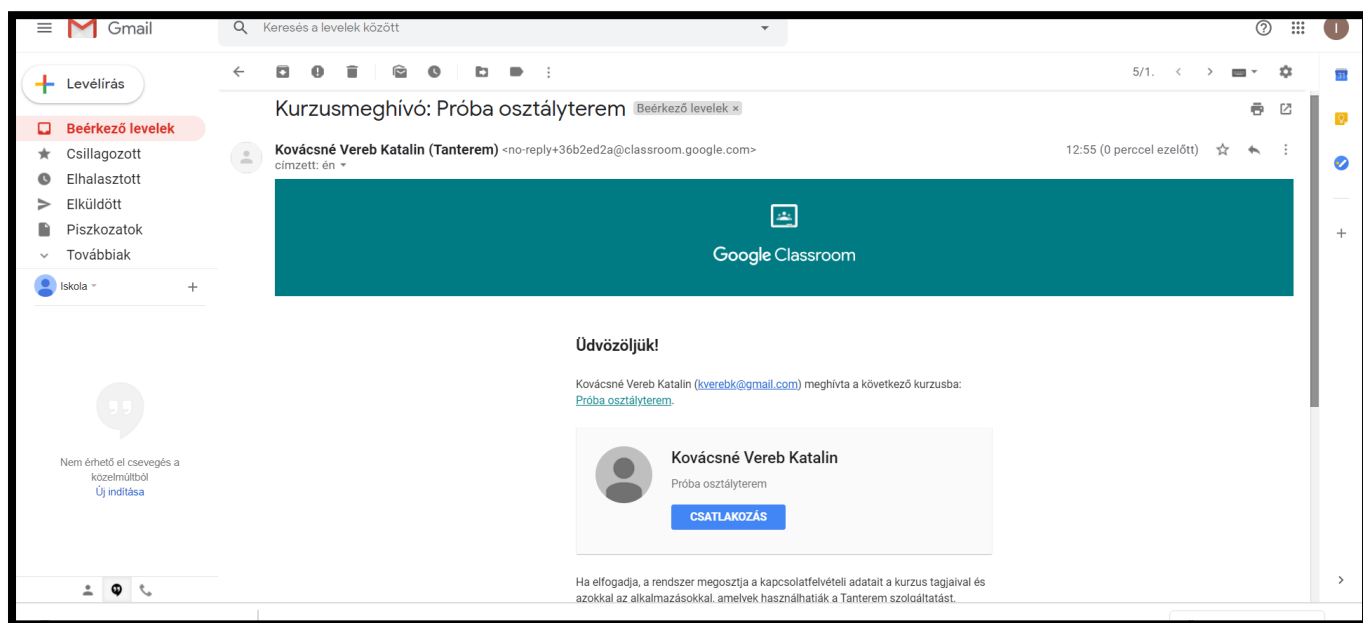 Gmail
Keresés a levelek között
Levélírás
5/1.
Kurzusmeghívó: Próba osztályterem Beérkező levelek ×
Beérkező levelek
Csillagozott
Elhalasztott
Elküldött
Piszkozatok
Továbbiak
Iskola
Kovácsné Vereb Katalin (Tanterem) <no-reply+36b2ed2a@classroom.google.com>
12:55 (0 perccel ezelőtt)
címzett: én
Google Classroom
Üdvözöljük!
Kovácsné Vereb Katalin (kverebk@gmail.com) meghívta a következő kurzusba:
Próba osztályterem.
Kovácsné Vereb Katalin
Próba osztályterem
CSATLAKOZÁS
Nem érhető el csevegés a
közelmúltból
Új indítása
Ha elfogadja, a rendszer megosztja a kapcsolatfelvételi adatait a kurzus tagjaival és
azokkal az alkalmazásokkal, amelyek használhatják a Tanterem szolgáltatást.
I
31